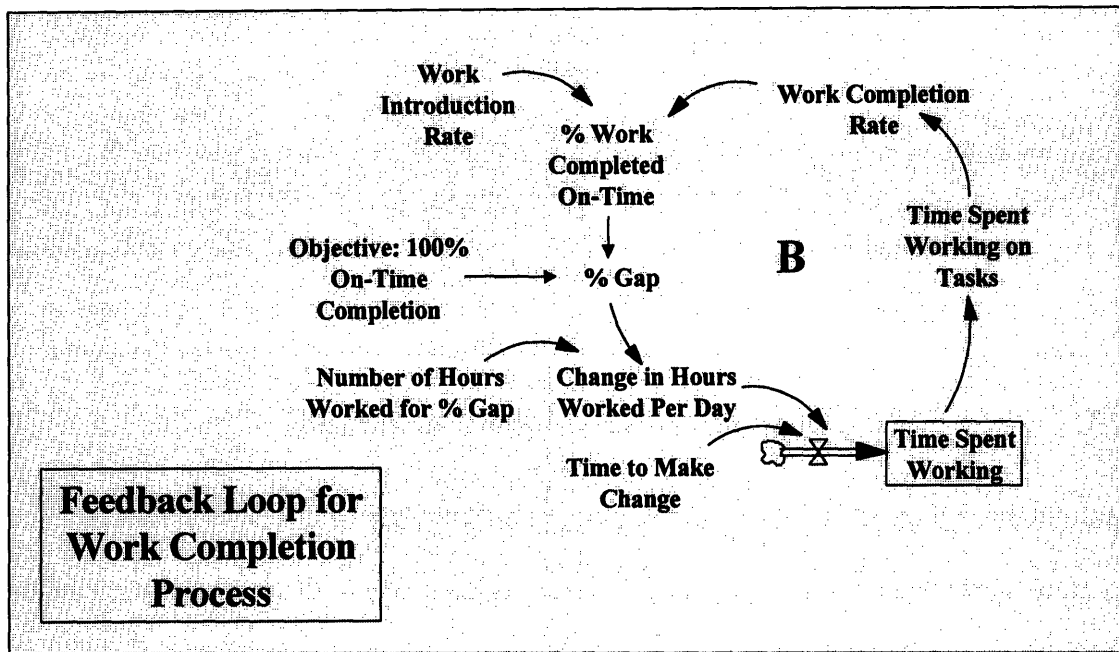 Work
Introduction
Rate
% Work
Completed
On-Time
Work Completion
Rate
Time Spent
Working on
Tasks
Objective: 100%
On-Time
Completion
% Gap
B
Number of Hours
Worked for % Gap
Change in Hours
Worked Per Day
Time to Make
Change
Time Spent
Working
Feedback Loop for
Work Completion
Process